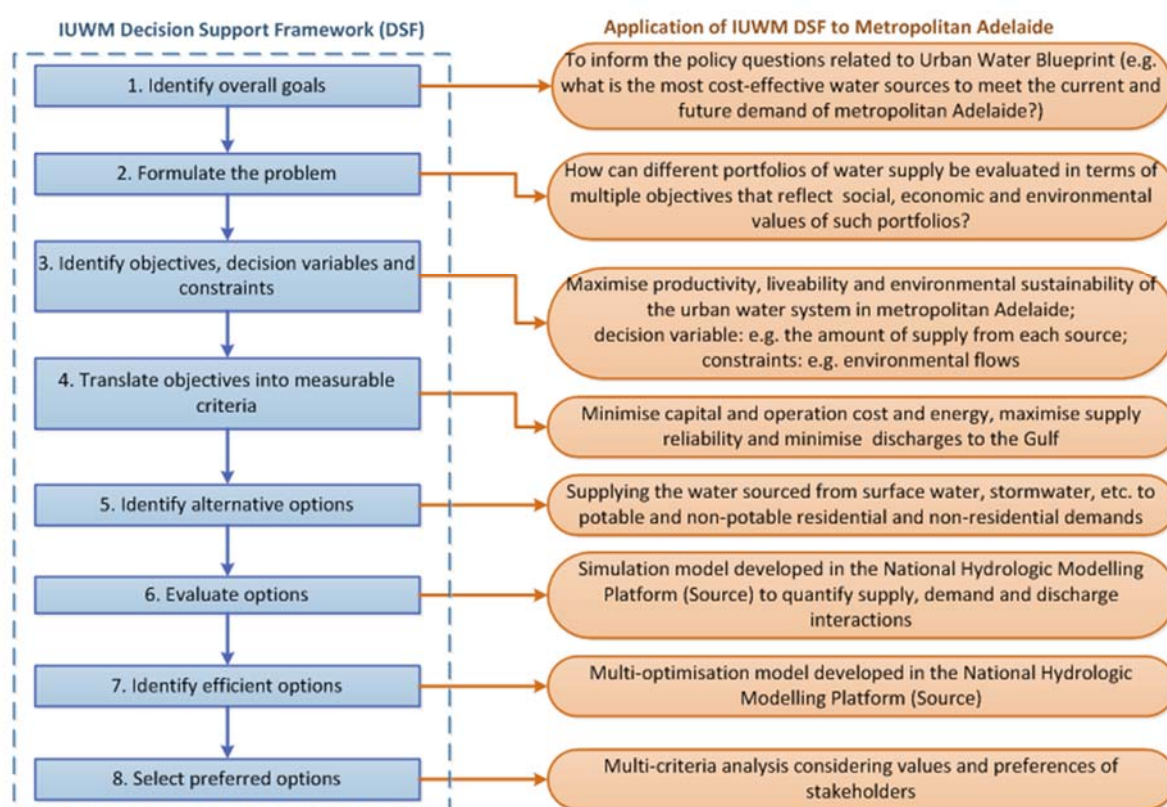 IUWM Decision Support Framework (DSF)
Application of IUWM DSF to Metropolitan Adelaide
1. Identify overall goals
To inform the policy questions related to Urban Water Blueprint (e.g.
what is the most cost-effective water sources to meet the current and
future demand of metropolitan Adelaide?)
2. Formulate the problem
How can different portfolios of water supply be evaluated in terms of
multiple objectives that reflect social, economic and environmental
values of such portfolios?
3. Identify objectives, decision variables and
constraints
Maximise productivity, liveability and environmental sustainability of
the urban water system in metropolitan Adelaide;
decision variable: e.g. the amount of supply from each source;
constraints: e.g. environmental flows
4. Translate objectives into measurable
criteria
Minimise capital and operation cost and energy, maximise supply
reliability and minimise discharges to the Gulf
5. Identify alternative options
Supplying the water sourced from surface water, stormwater, etc. to
potable and non-potable residential and non-residential demands
6. Evaluate options
Simulation model developed in the National Hydrologic Modelling
Platform (Source) to quantify supply, demand and discharge
interactions
7. Identify efficient options
Multi-optimisation model developed in the National Hydrologic
Modelling Platform (Source)
8. Select preferred options
Multi-criteria analysis considering values and preferences of
stakeholders